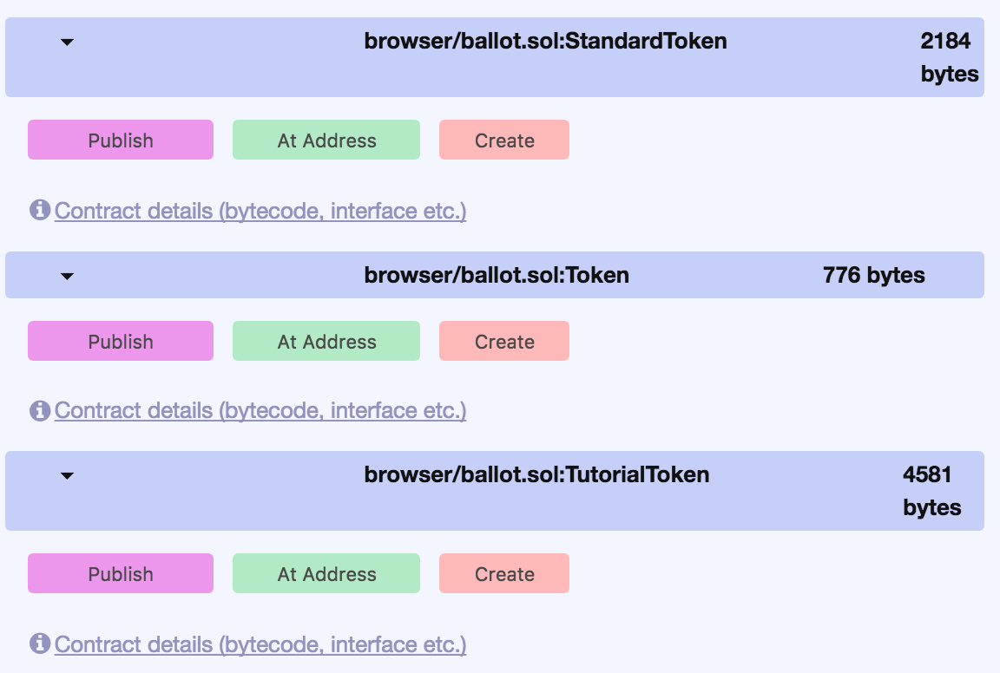 browser/ballot.sol:StandardToken 2184
bytes
Publish At Address Create
Contract details (bytecode, interface etc.)
browser/ballot.sol:Token 776 bytes
Publish At Address Create
Contract details (bytecode, interface etc.)
browser/ballot.sol:TutorialToken 4581
bytes
Publish At Address Create
Contract details (bytecode, interface etc.)